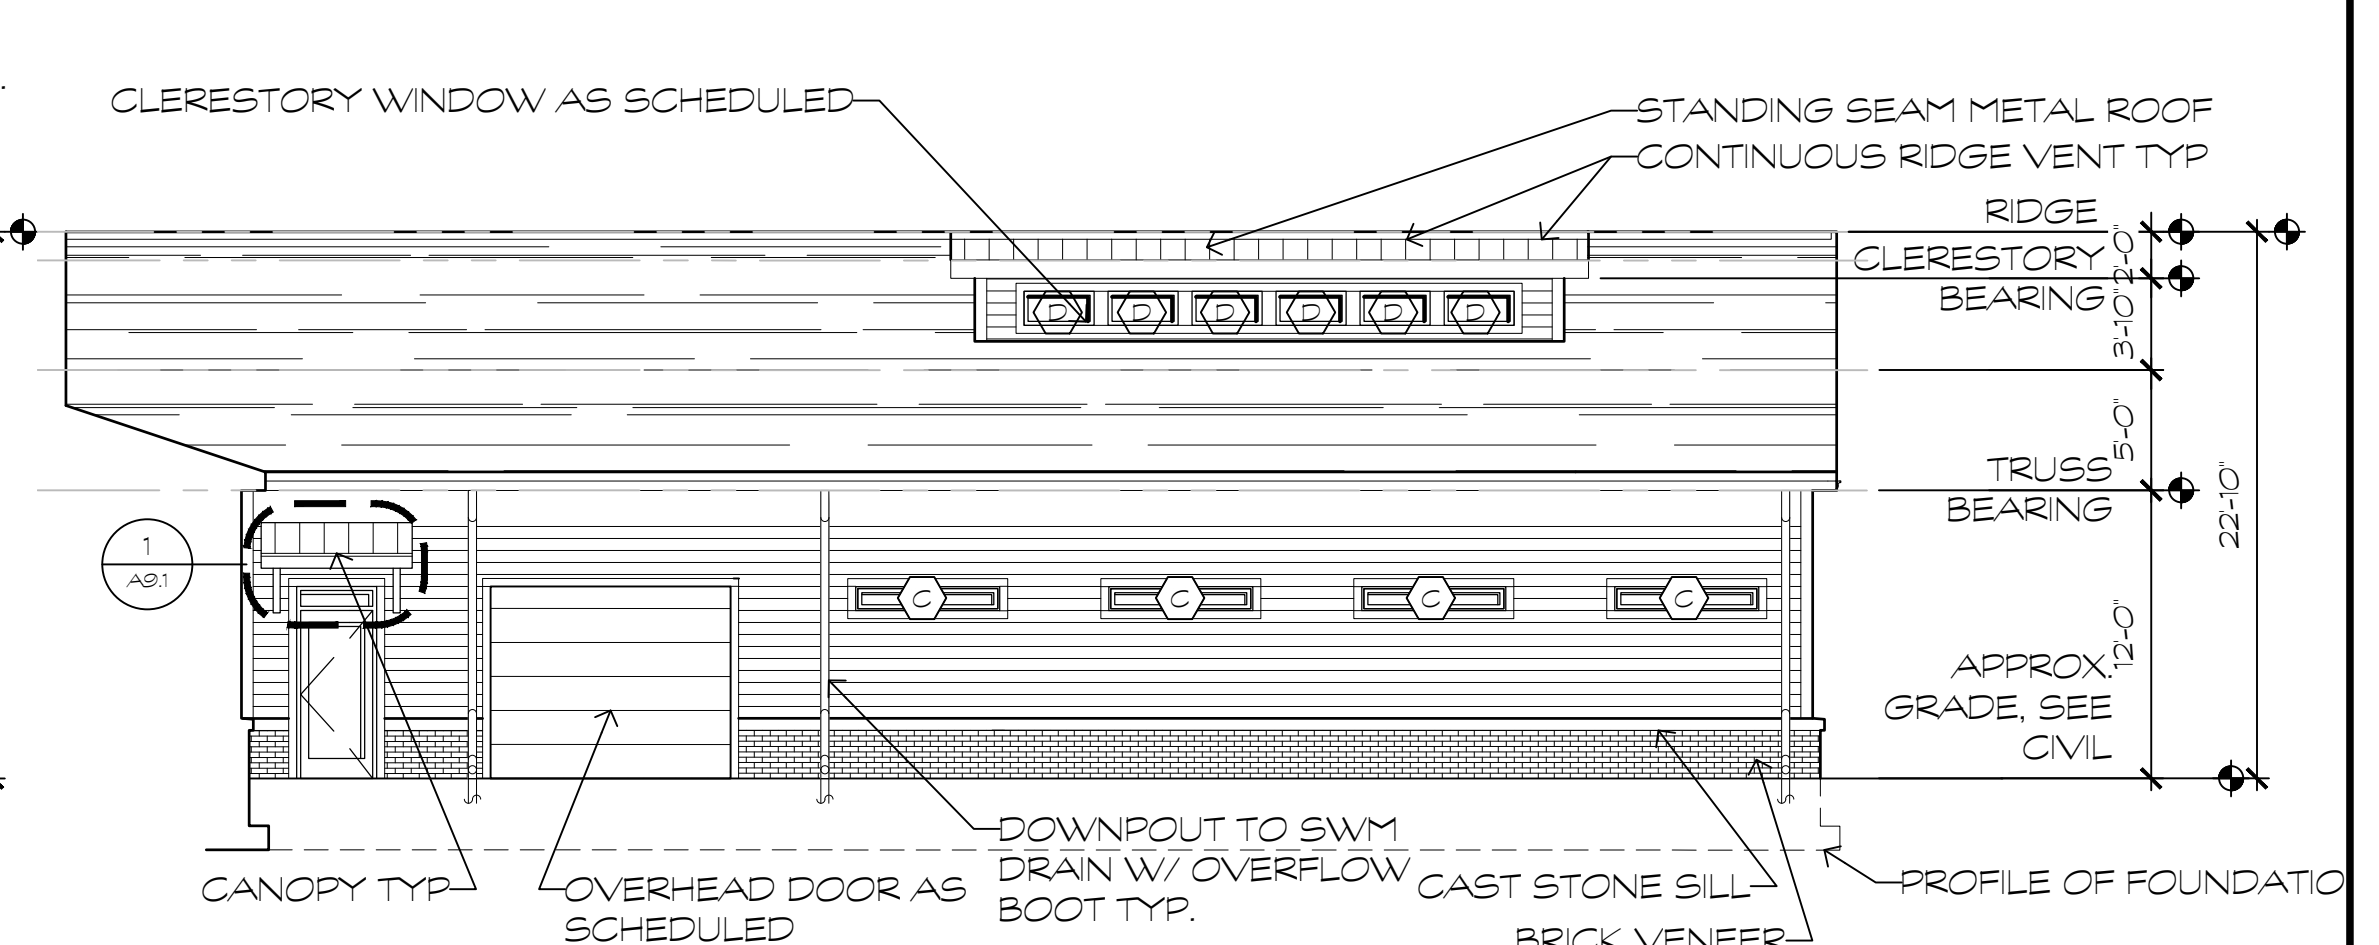 CLERESTORY WINDOW AS SCHEDULED
STANDING SEAM METAL ROOF
CONTINUOUS RIDGE VENT TYP
RIDGE
CLERESTORY
BEARING
2'-0"
3'-10"
D D D D D D
5'-0"
TRUSS
BEARING
22'-10"
1
A9.1
C C C C
12'-0"
APPROX.
GRADE, SEE
CIVIL
DOWNPOUT TO SWM
DRAIN W/ OVERFLOW
BOOT TYP.
CANOPY TYP
OVERHEAD DOOR AS
SCHEDULED
CAST STONE SILL
PROFILE OF FOUNDATIO
BRICK VENEER